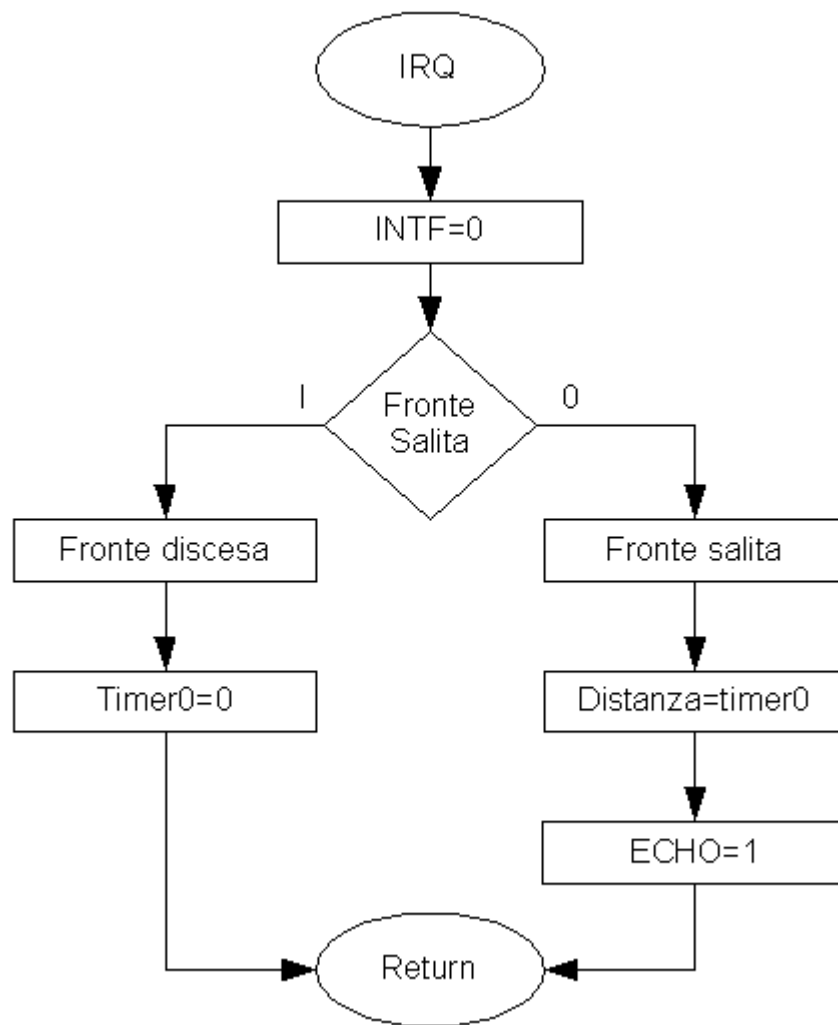 IRQ
INTF=0
I
0
Fronte
Salita
Fronte discesa
Fronte salita
Timer0=0
Distanza=timer0
ECHO=1
Return